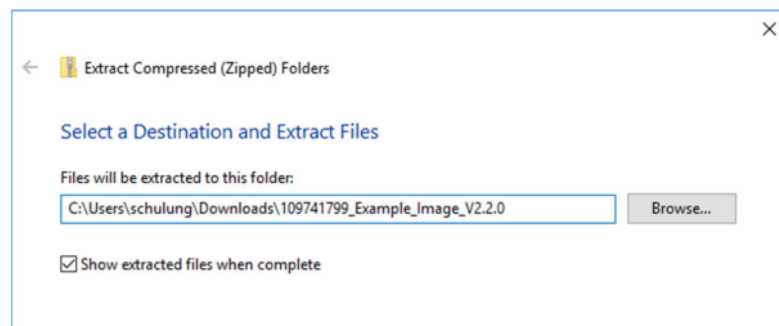 Extract Compressed (Zipped) Folders
Select a Destination and Extract Files
Files will be extracted to this folder:
C:\Users\schulung\Downloads\109741799_Example_Image_V2.2.0
Browse...
Show extracted files when complete